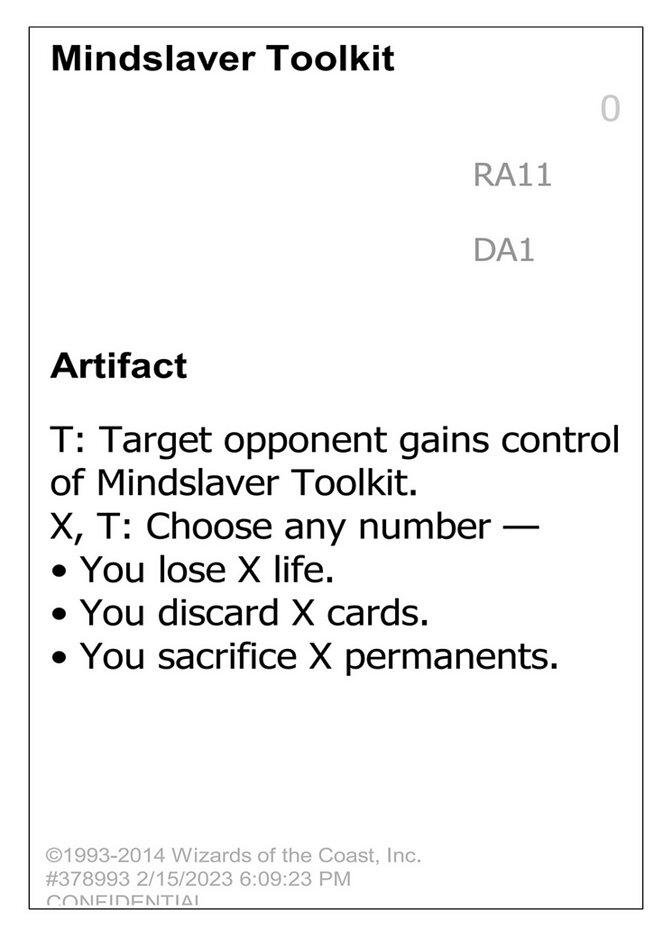 Mindslaver Toolkit
0
RA11
DA1
Artifact
T: Target opponent gains control
of Mindslaver Toolkit.
X, T: Choose any number —
• You lose X life.
• You discard X cards.
• You sacrifice X permanents.
©1993-2014 Wizards of the Coast, Inc.
#378993 2/15/2023 6:09:23 PM
CONFIDENTIAL